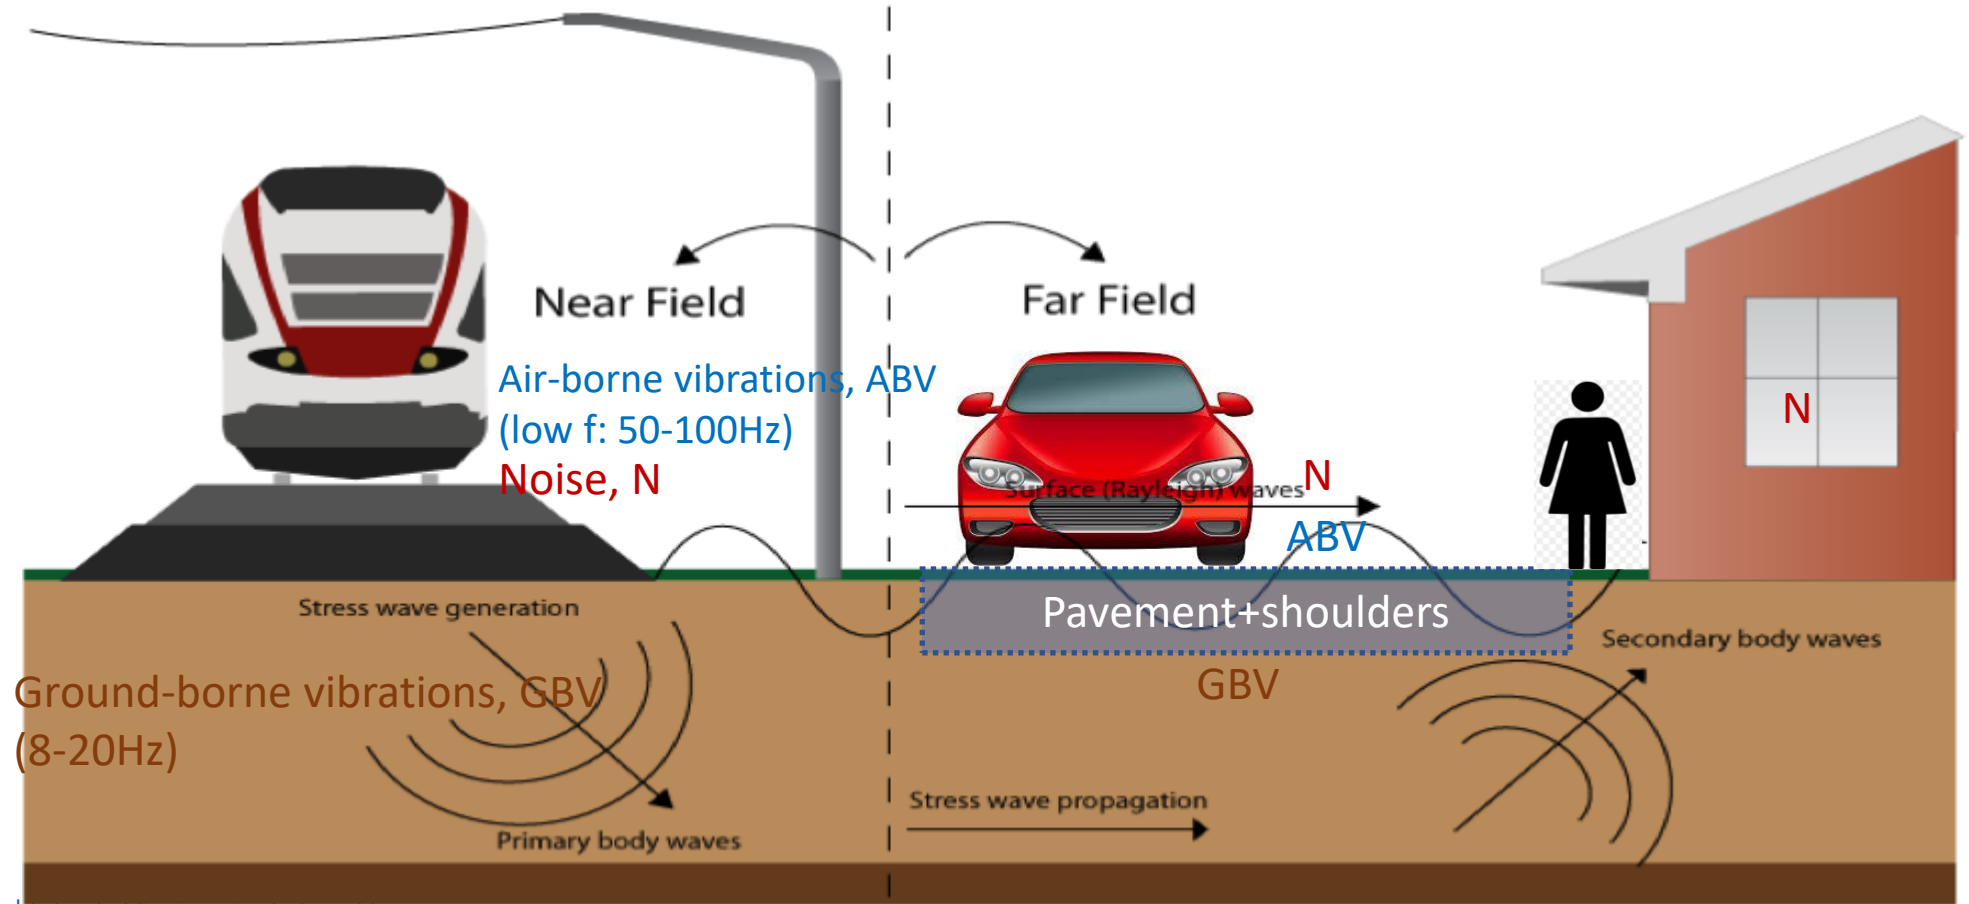 Near Field
Far Field
Air-borne vibrations, ABV
(low f: 50-100Hz)
Noise, N
N
N
Surface (Rayleigh) waves
ABV
Stress wave generation
Pavement+shoulders
Secondary body waves
Ground-borne vibrations, GBV
(8-20Hz)
GBV
Stress wave propagation
Primary body waves